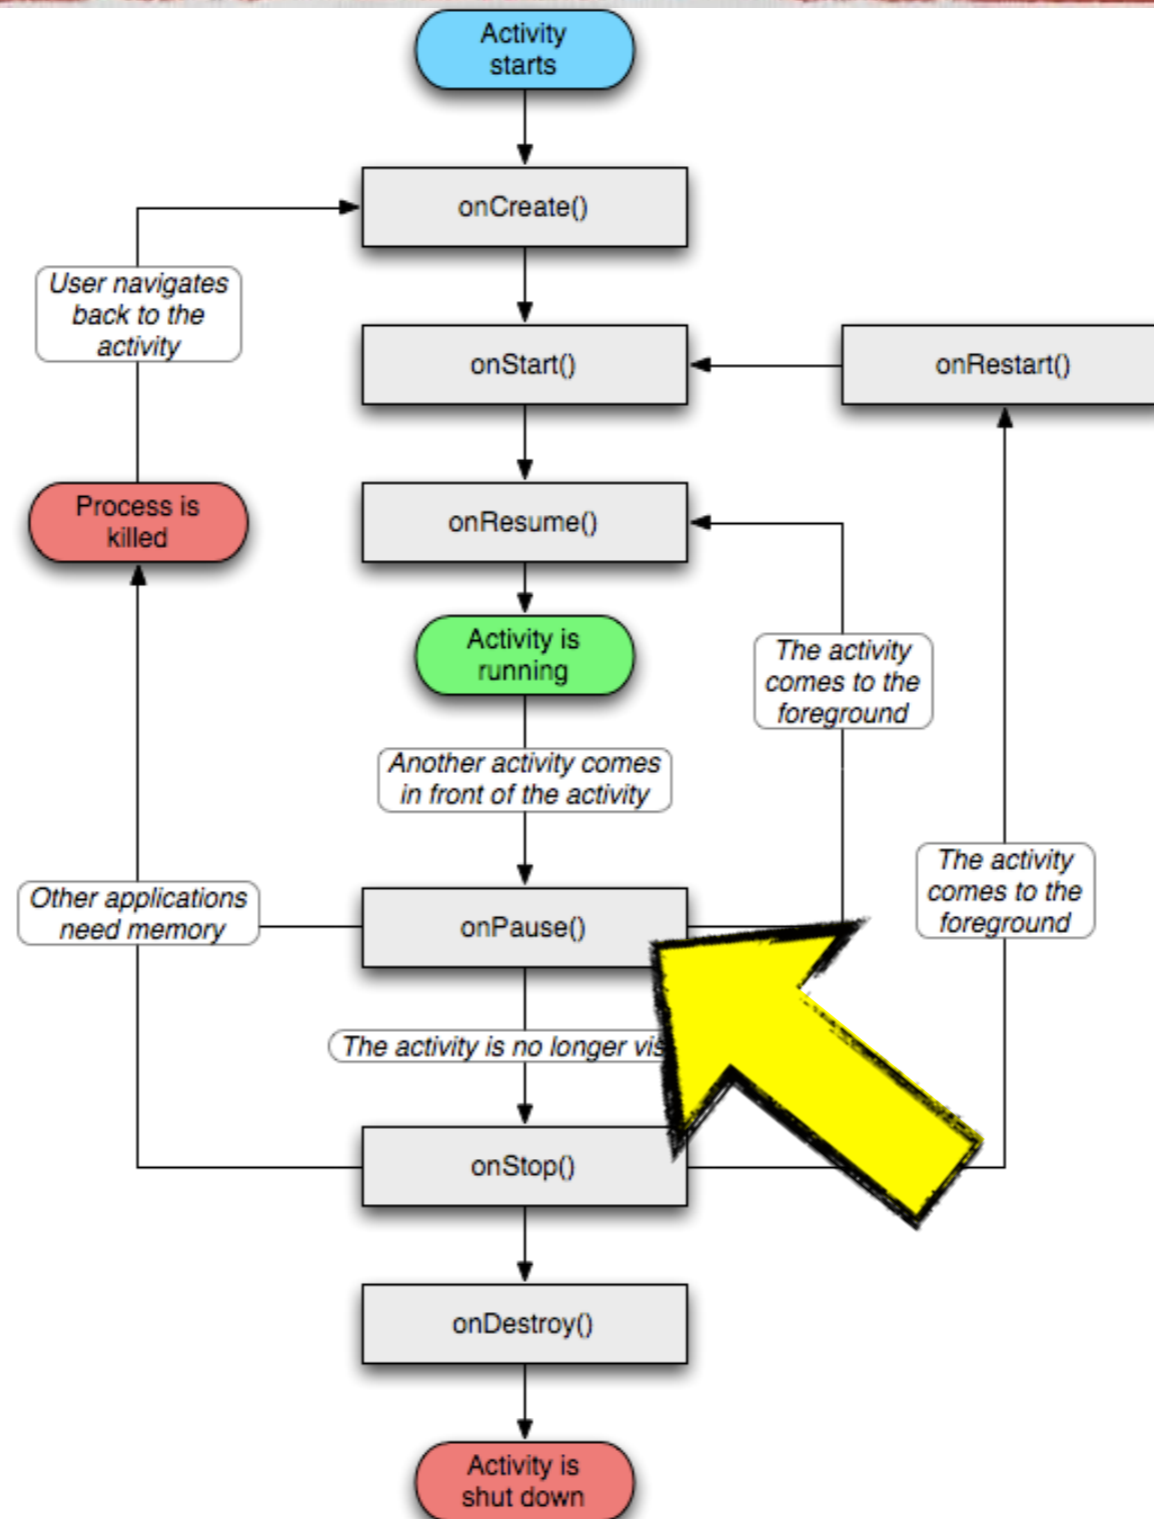 Activity
starts
onCreate()
User navigates
back to the
activity
onStart()
onRestart()
Process is
killed
onResume()
Activity is
running
The activity
comes to the
foreground
Another activity comes
in front of the activity
The activity
comes to the
foreground
Other applications
need memory
onPause()
The activity is no longer
onStop()
onDestroy()
Activity is
shut down